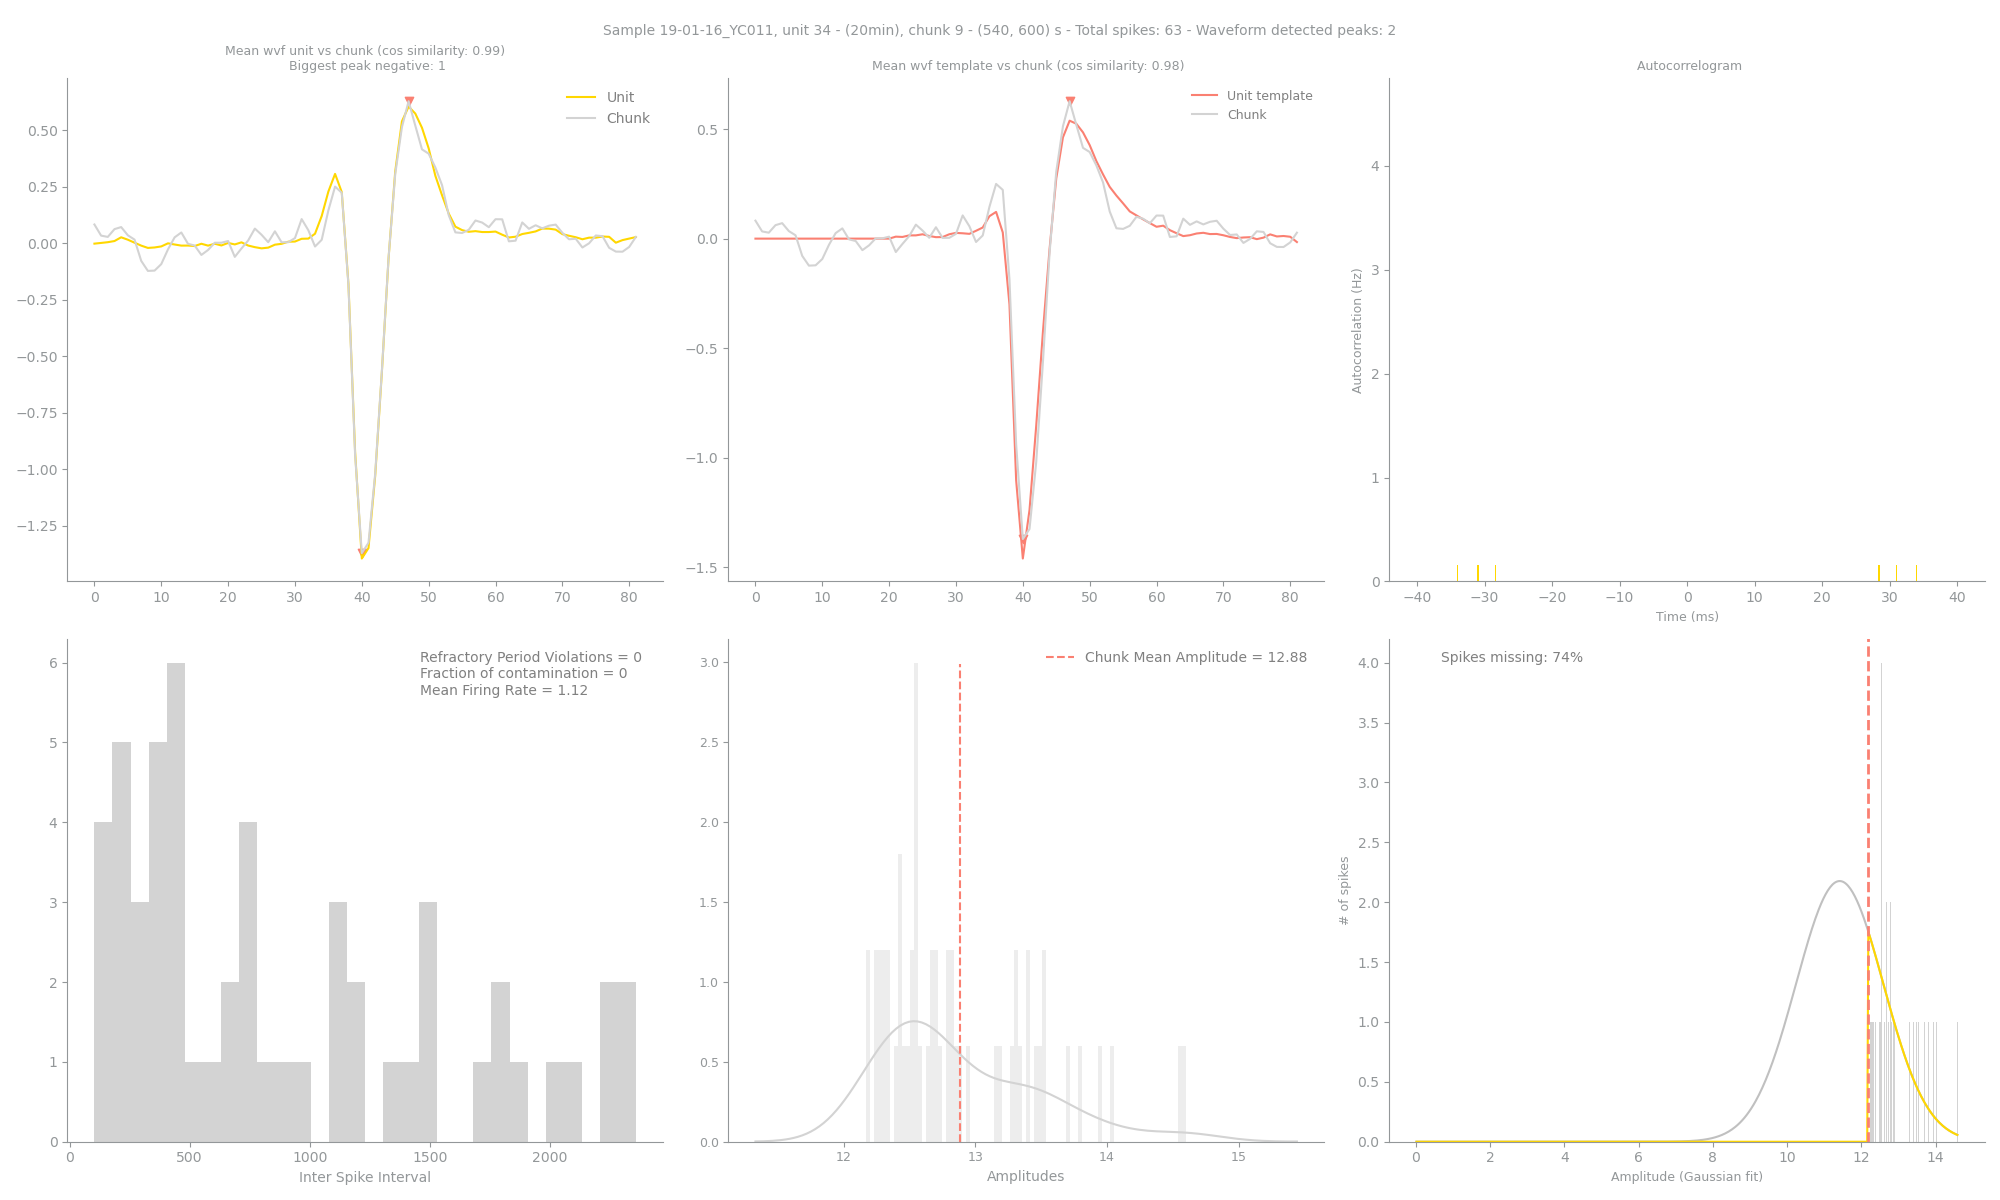 Sample 19-01-16_YC011, unit 34 - (20min), chunk 9 - (540, 600) s - Total spikes: 63 - Waveform detected peaks: 2
Mean wvf unit vs chunk (cos similarity: 0.99)
Biggest peak negative: 1
Unit
Chunk
0.50
0.25
0.00
−0.25
−0.50
−0.75
−1.00
−1.25
0 10 20 30 40 50 60 70 80
Mean wvf template vs chunk (cos similarity: 0.98)
Unit template
Chunk
0.5
0.0
−0.5
−1.0
−1.5
0 10 20 30 40 50 60 70 80
Autocorrelogram
Autocorrelation (Hz)
4
3
2
1
0
−40 −30 −20 −10 0 10 20 30 40
Time (ms)
Refractory Period Violations = 0
Fraction of contamination = 0
Mean Firing Rate = 1.12
6
5
4
3
2
1
0
0 500 1000 1500 2000
Inter Spike Interval
Chunk Mean Amplitude = 12.88
3.0
2.5
2.0
1.5
1.0
0.5
0.0
12 13 14 15
Amplitudes
Spikes missing: 74%
# of spikes
4.0
3.5
3.0
2.5
2.0
1.5
1.0
0.5
0.0
0 2 4 6 8 10 12 14
Amplitude (Gaussian fit)